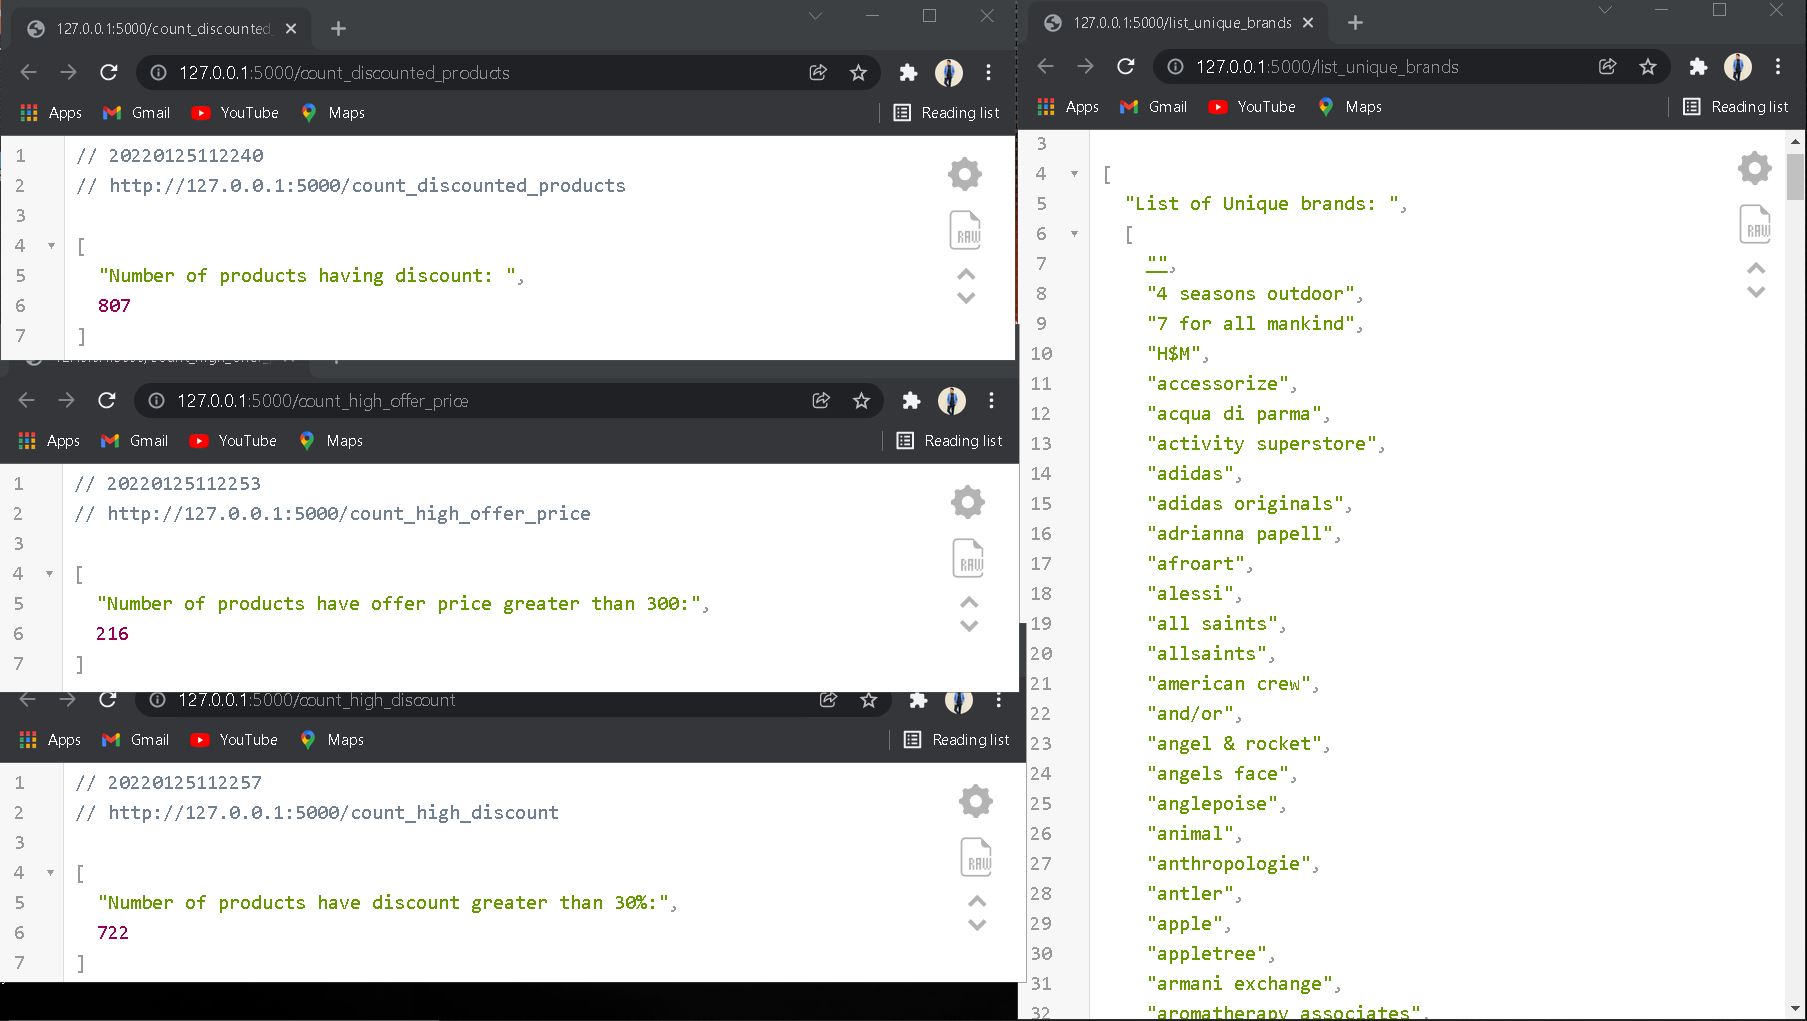 127.0.0.1:5000/count_discounted_
127.0.0.1:5000/count_discounted_products
Apps Gmail YouTube Maps Reading list
1 // 20220125112240
2 // http://127.0.0.1:5000/count_discounted_products
3
4 [
5 "Number of products having discount: ",
6 807
7 ]
RAW
127.0.0.1:5000/count_high_offer_price
Apps Gmail YouTube Maps Reading list
1 // 20220125112253
2 // http://127.0.0.1:5000/count_high_offer_price
3
4 [
5 "Number of products have offer price greater than 300:",
6 216
7 ]
RAW
127.0.0.1:5000/count_high_discount
Apps Gmail YouTube Maps Reading list
1 // 20220125112257
2 // http://127.0.0.1:5000/count_high_discount
3
4 [
5 "Number of products have discount greater than 30%:",
6 722
7 ]
RAW
127.0.0.1:5000/list_unique_brands
127.0.0.1:5000/list_unique_brands
Apps Gmail YouTube Maps Reading list
3
4 [
5 "List of Unique brands: ",
6 [
7 "",
8 "4 seasons outdoor",
9 "7 for all mankind",
10 "H$M",
11 "accessorize",
12 "acqua di parma",
13 "activity superstore",
14 "adidas",
15 "adidas originals",
16 "adrianna papell",
17 "afroart",
18 "alessi",
19 "all saints",
20 "allsaints",
21 "american crew",
22 "and/or",
23 "angel & rocket",
24 "angels face",
25 "anglepoise",
26 "animal",
27 "anthropologie",
28 "antler",
29 "apple",
30 "appletree",
31 "armani exchange",
32 "aromatherapy associates",
RAW